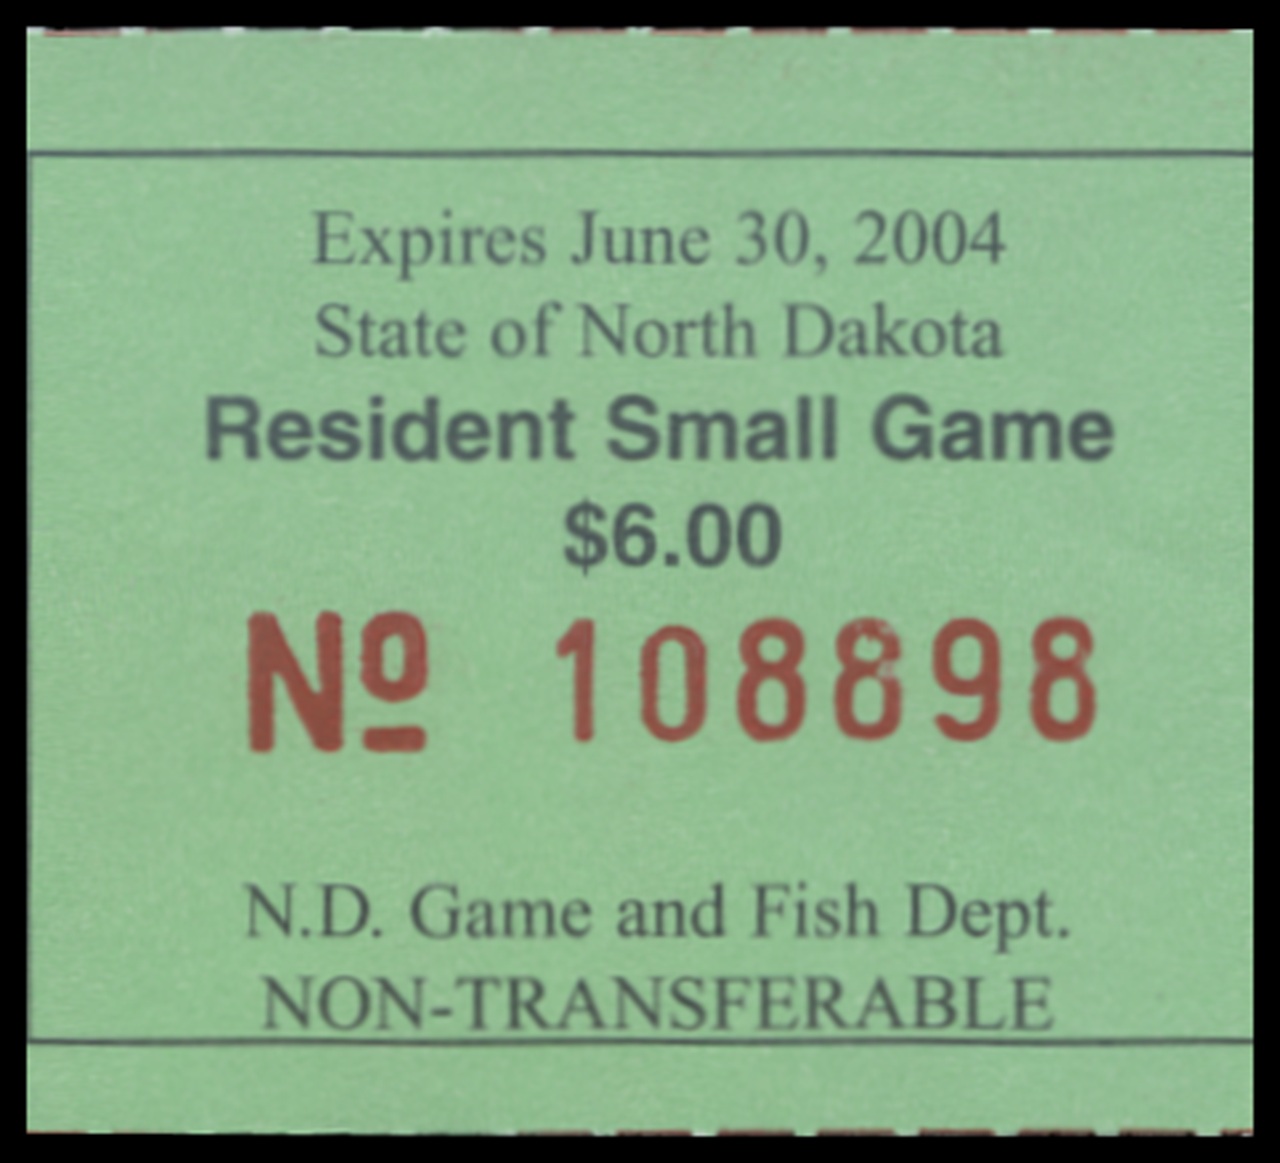 Expires June 30, 2004
State of North Dakota
Resident Small Game
$6.00
Nº 108898
N.D. Game and Fish Dept.
NON-TRANSFERABLE